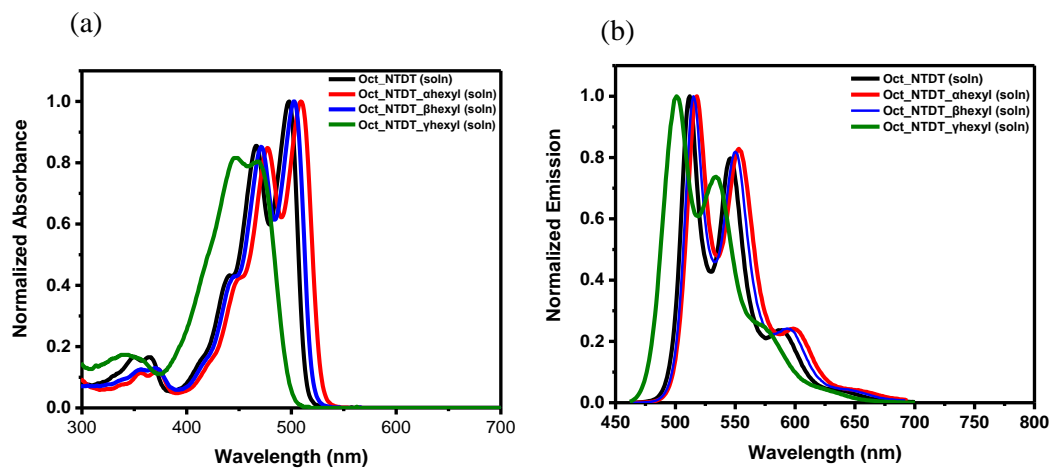 (a)
Oct_NTDT (soln)
Oct_NTDT_αhexyl (soln)
Oct_NTDT_βhexyl (soln)
Oct_NTDT_γhexyl (soln)
1.0
0.8
0.6
0.4
0.2
0.0
Normalized Absorbance
300
400
500
600
700
Wavelength (nm)
(b)
Oct_NTDT (soln)
Oct_NTDT_αhexyl (soln)
Oct_NTDT_βhexyl (soln)
Oct_NTDT_γhexyl (soln)
1.0
0.8
0.6
0.4
0.2
0.0
Normalized Emission
450
500
550
600
650
700
750
800
Wavelength (nm)